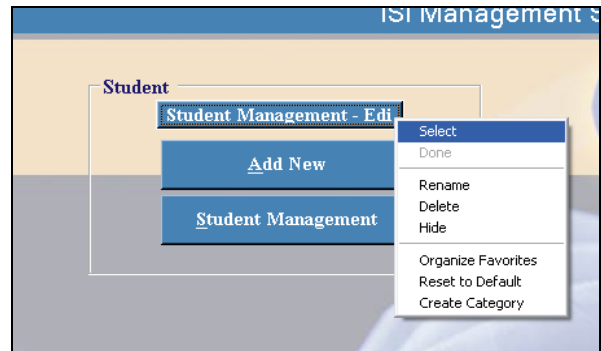 ISI Management S
Student
Student Management - Edi
Add New
Student Management
Select
Done
Rename
Delete
Hide
Organize Favorites
Reset to Default
Create Category